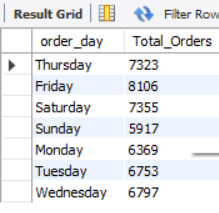 Result Grid Filter Row
order_day Total_Orders
Thursday 7323
Friday 8106
Saturday 7355
Sunday 5917
Monday 6369
Tuesday 6753
Wednesday 6797